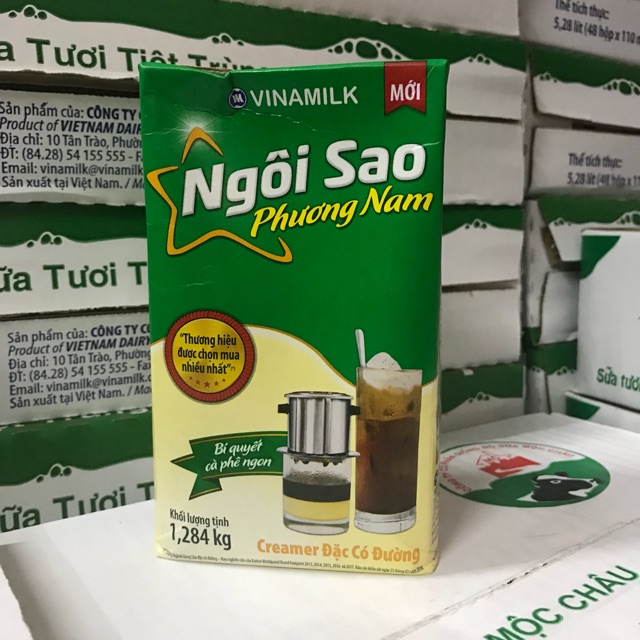 VINAMILK
MỚI
Ngôi Sao
Phương Nam
"Thương hiệu
được chọn mua
nhiều nhất"(*)
Bí quyết
cà phê ngon
Khối lượng tịnh
1,284 kg
Creamer Đặc Có Đường
ữa Tươi Tiệt Trùng
Sản phẩm của: CÔNG TY
Product of VIETNAM DAIR
Địa chỉ: 10 Tân Trào, Phường
ĐT: (84.28) 54 155 555 - Fa
Email: vinamilk@vinamilk
Sản xuất tại Việt Nam. / Ma
ữa Tươi Tiệt
Sản phẩm của: CÔNG TY C
Product of VIETNAM DAIRY
Địa chỉ: 10 Tân Trào, Phường
ĐT: (84.28) 54 155 555 - Fax
Email: vinamilk@vinamilk.c
Sản xuất tại Việt Nam. / Mad
ữa Tươi Tiệt
Thể tích thực:
5,28 lít (48 hộp x 110 m
Thể tích thực:
5,28 lít (48 hộp x 110 m
Sữa tươi
MỘC CHÂU